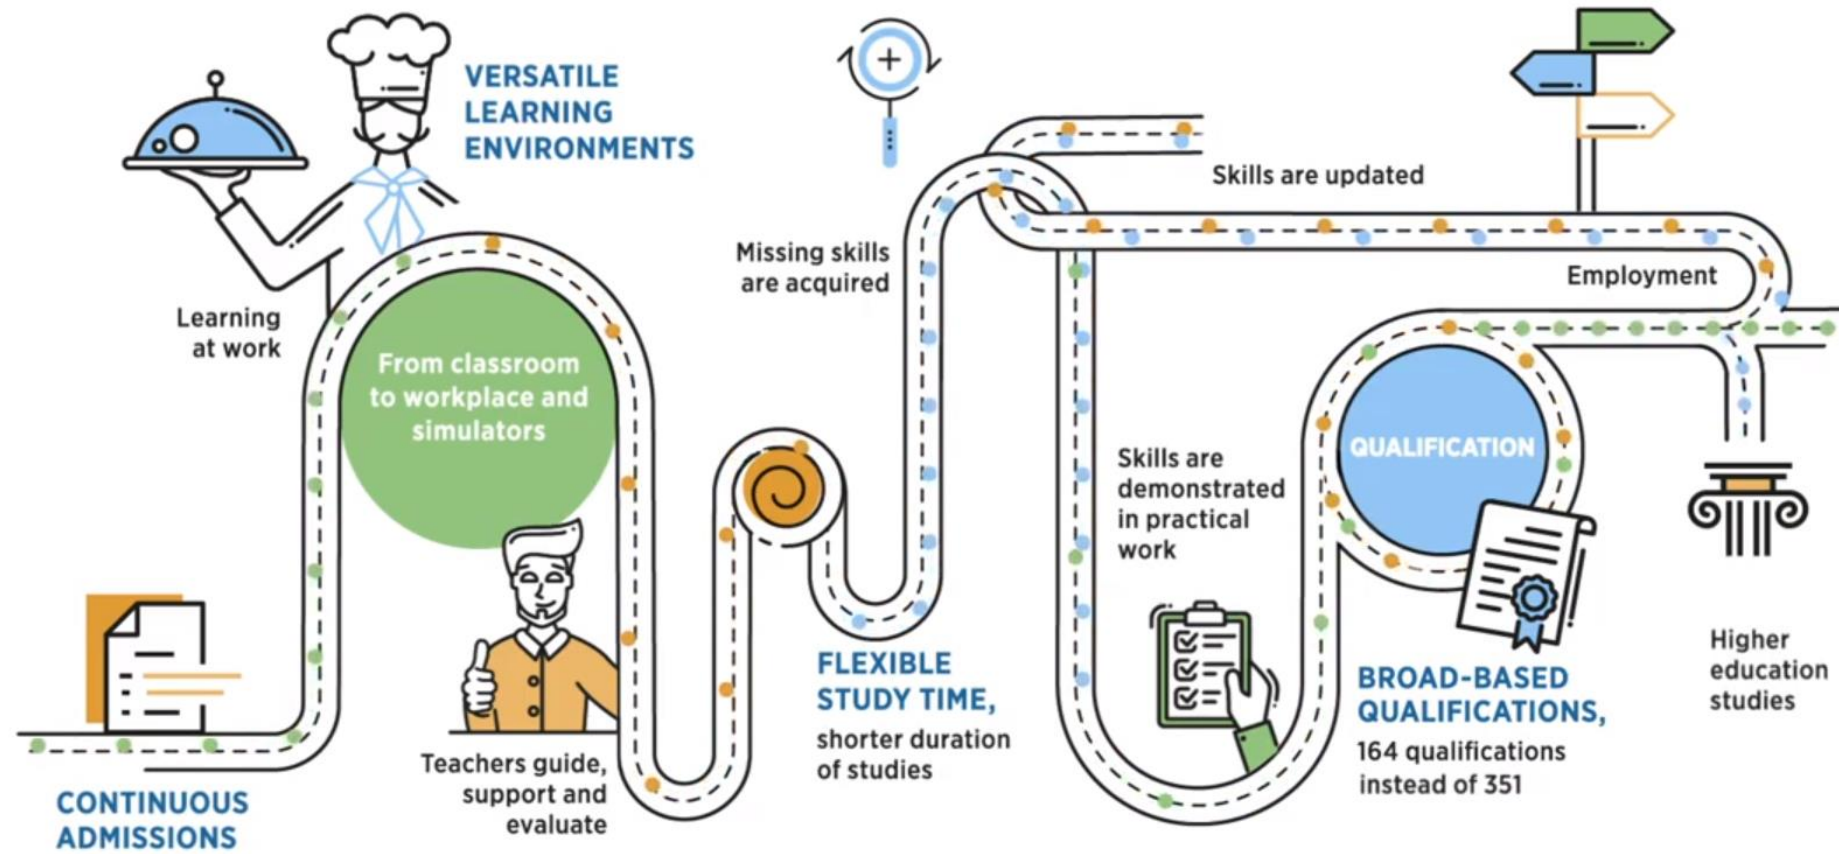 VERSATILE
LEARNING
ENVIRONMENTS
Learning
at work
From classroom
to workplace and
simulators
CONTINUOUS
ADMISSIONS
Teachers guide,
support and
evaluate
Missing skills
are acquired
FLEXIBLE
STUDY TIME,
shorter duration
of studies
Skills are updated
Skills are
demonstrated
in practical
work
Employment
QUALIFICATION
BROAD-BASED
QUALIFICATIONS,
164 qualifications
instead of 351
Higher
education
studies